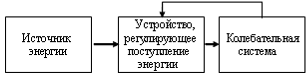 Источник
энергии
Устройство,
регулирующее
поступление
энергии
Колебательная
система